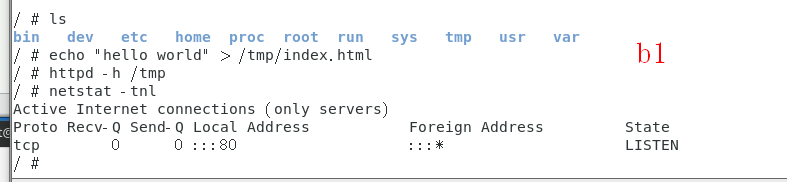 / # ls
bin dev etc home proc root run sys tmp usr var
b1
/ # echo "hello world" > /tmp/index.html
/ # httpd -h /tmp
/ # netstat -tnl
Active Internet connections (only servers)
Proto Recv-Q Send-Q Local Address Foreign Address State
tcp 0 0 :::80 :::* LISTEN
/ #